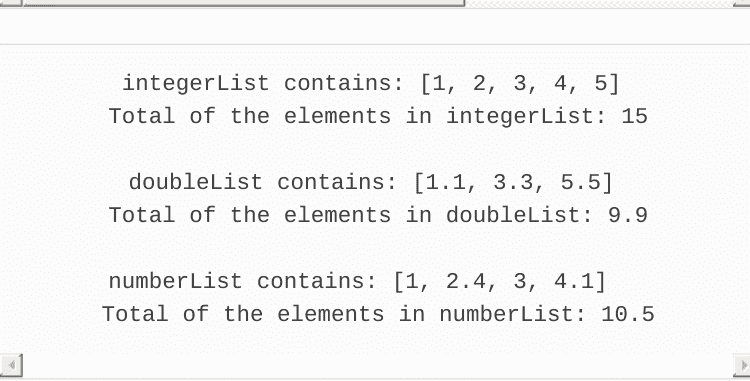 integerList contains: [1, 2, 3, 4, 5]
Total of the elements in integerList: 15
doubleList contains: [1.1, 3.3, 5.5]
Total of the elements in doubleList: 9.9
numberList contains: [1, 2.4, 3, 4.1]
Total of the elements in numberList: 10.5